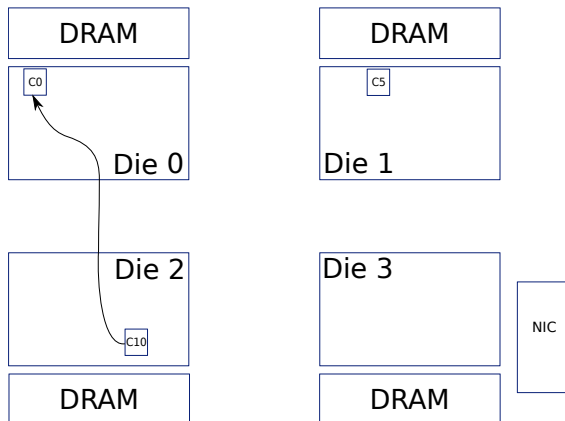 DRAM
DRAM
C0
C5
Die 0
Die 1
Die 2
Die 3
C10
NIC
DRAM
DRAM